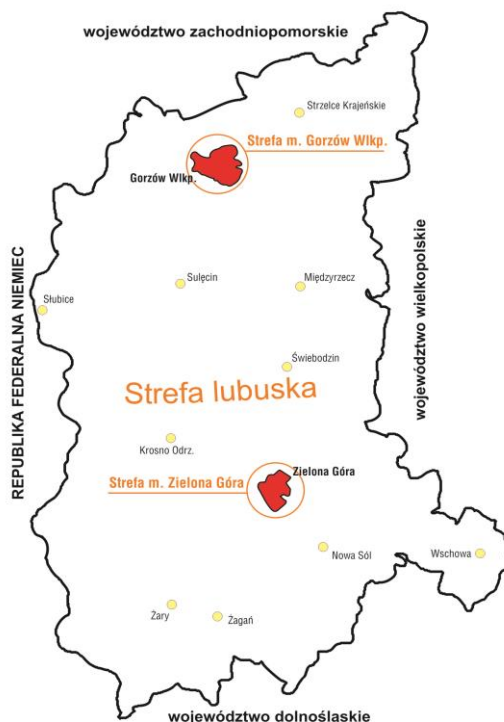 województwo zachodniopomorskie
Strzelce Krajeńskie
Strefa m. Gorzów Wlkp.
Gorzów Wlkp.
Sulęcin
Międzyrzecz
Słubice
REPUBLIKA FEDERALNA NIEMIEC
województwo wielkopolskie
Świebodzin
Strefa lubuska
Krosno Odrz.
Zielona Góra
Strefa m. Zielona Góra
Nowa Sól
Wschowa
Żary
Żagań
województwo dolnośląskie